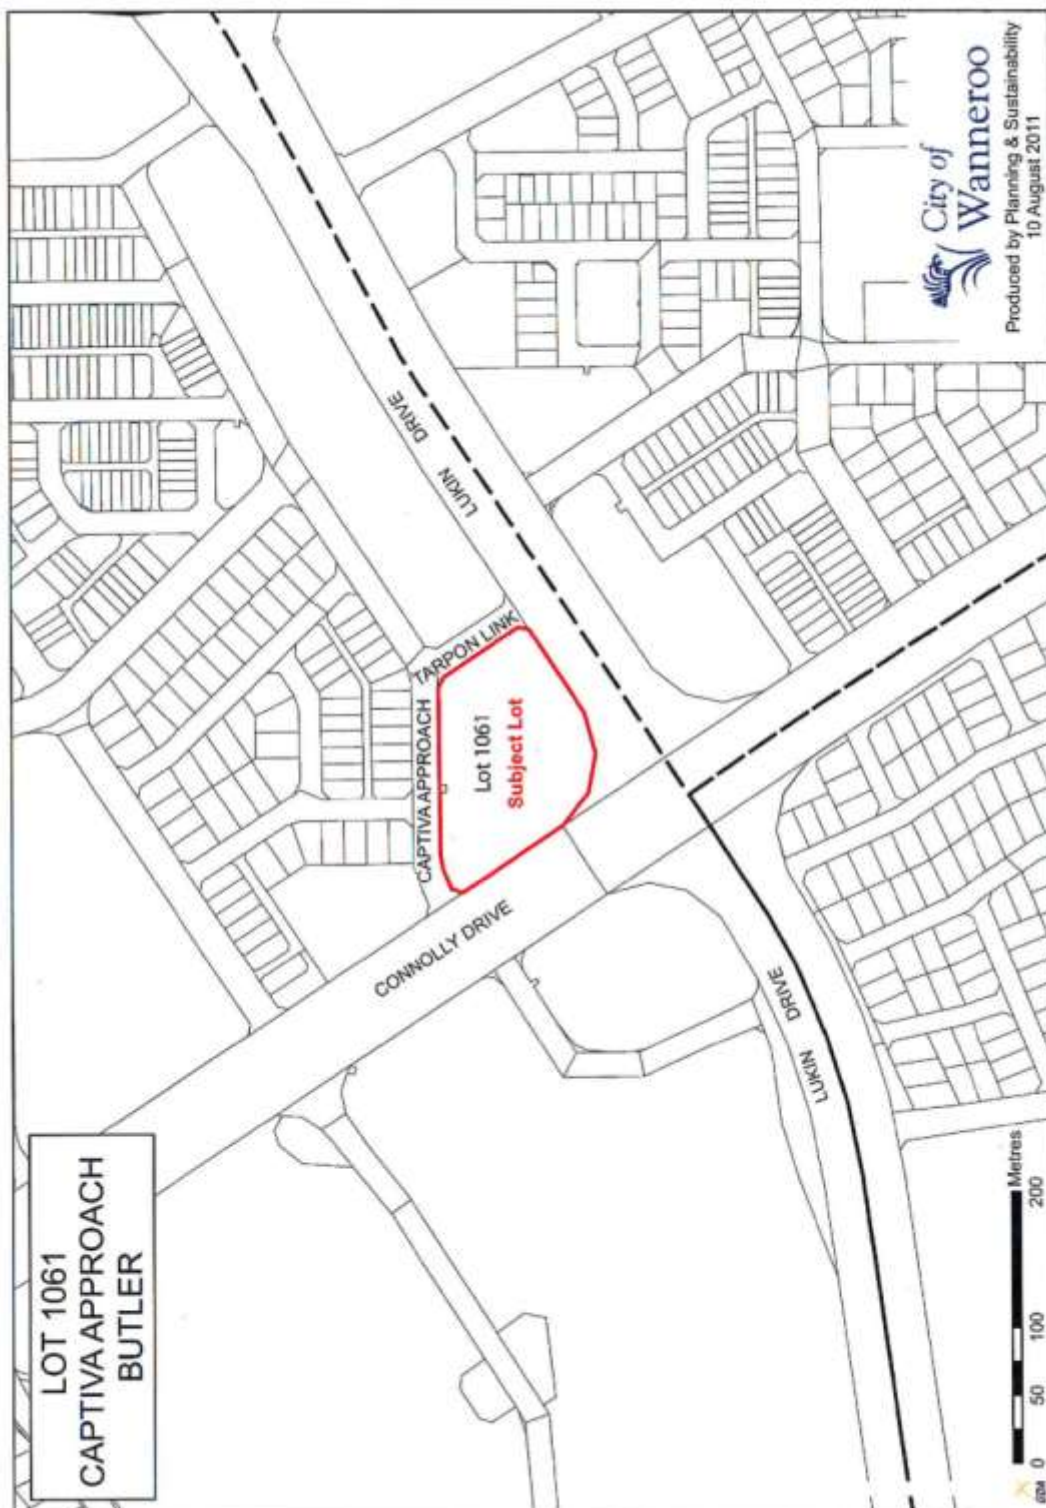 LOT 1061
CAPTIVA APPROACH
BUTLER
CONNOLLY DRIVE
CAPTIVA APPROACH
TARPON LINK
Lot 1061
Subject Lot
LUKIN DRIVE
LUKIN DRIVE
0 50 100 200
Metres
City of
Wanneroo
Produced by Planning & Sustainability
10 August 2011